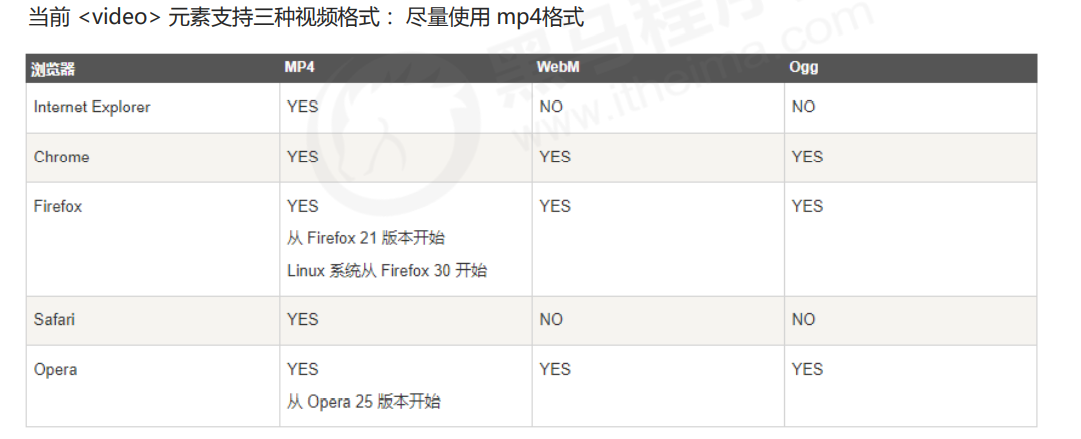 当前 <video> 元素支持三种视频格式： 尽量使用 mp4格式
浏览器 MP4 WebM Ogg
Internet Explorer YES NO NO
Chrome YES YES YES
Firefox YES YES YES
从 Firefox 21 版本开始
Linux 系统从 Firefox 30 开始
Safari YES NO NO
Opera YES YES YES
从 Opera 25 版本开始
黑马程序
www.itheima.com